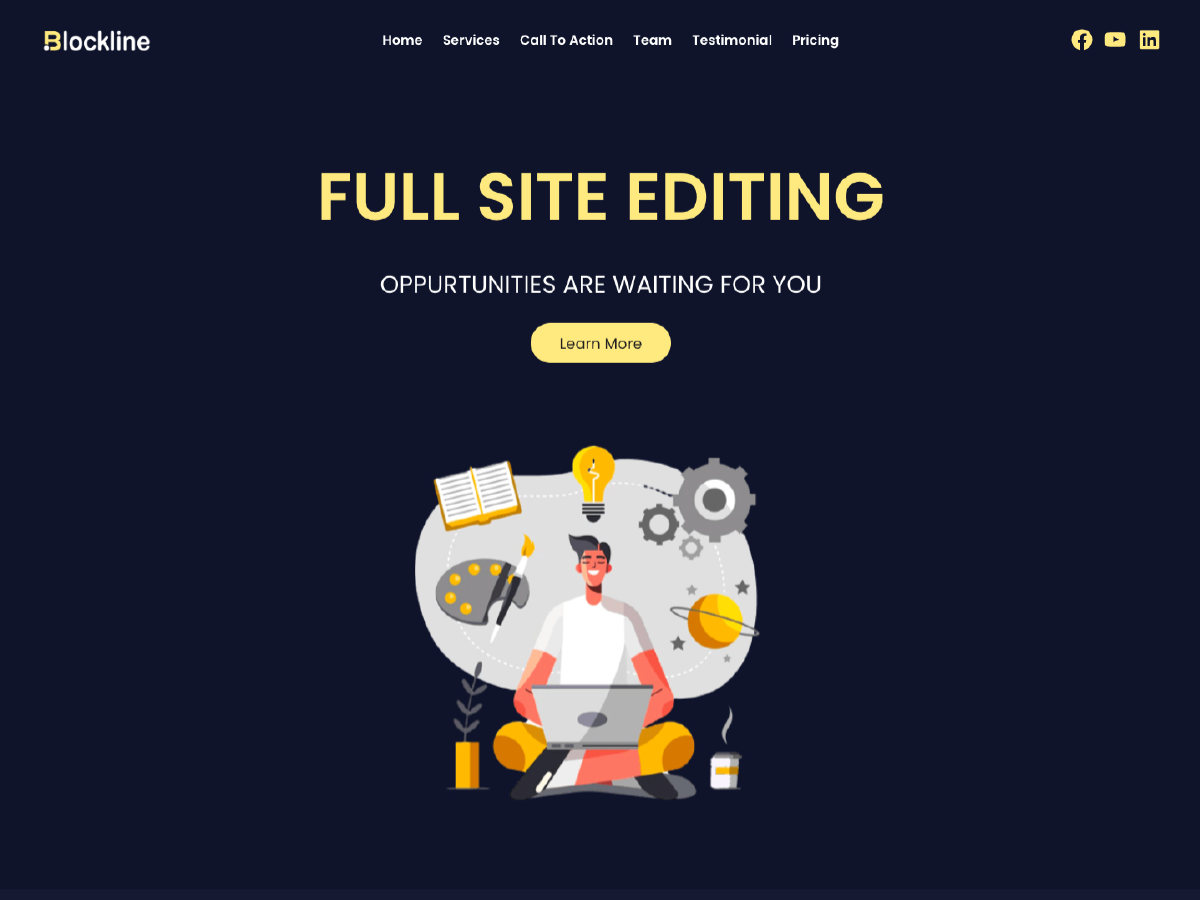 Blockline
Home Services Call To Action Team Testimonial Pricing
FULL SITE EDITING
OPPURTUNITIES ARE WAITING FOR YOU
Learn More